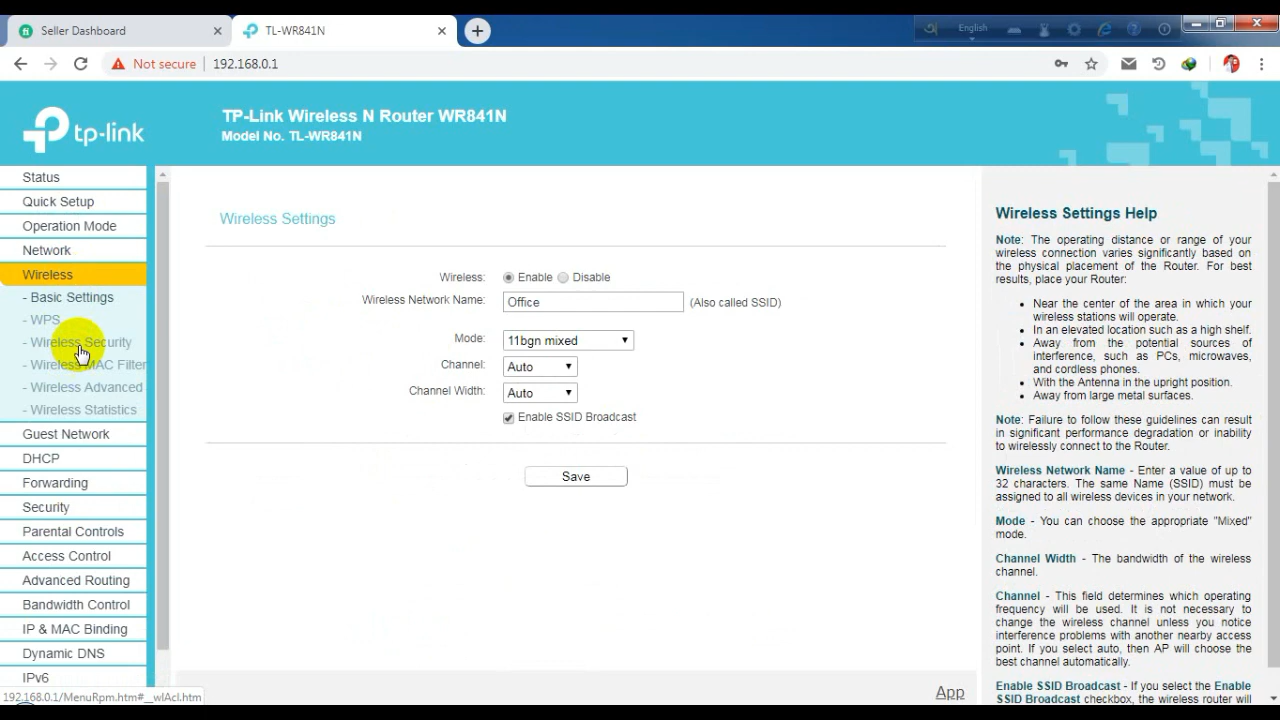 Seller Dashboard
TL-WR841N
English
Not secure
192.168.0.1
tp-link
TP-Link Wireless N Router WR841N
Model No. TL-WR841N
Status
Quick Setup
Operation Mode
Network
Wireless
- Basic Settings
- WPS
- Wireless Security
- Wireless MAC Filter
- Wireless Advanced
- Wireless Statistics
Guest Network
DHCP
Forwarding
Security
Parental Controls
Access Control
Advanced Routing
Bandwidth Control
IP & MAC Binding
Dynamic DNS
IPv6
192.168.0.1/MenuRpm.htm#__wlAcl.htm
Wireless Settings
Wireless: Enable Disable
Wireless Network Name: Office (Also called SSID)
Mode: 11bgn mixed
Channel: Auto
Channel Width: Auto
Enable SSID Broadcast
Save
App
Wireless Settings Help
Note: The operating distance or range of your
wireless connection varies significantly based on
the physical placement of the Router. For best
results, place your Router:
• Near the center of the area in which your
wireless stations will operate.
• In an elevated location such as a high shelf.
• Away from the potential sources of
interference, such as PCs, microwaves,
and cordless phones.
• With the Antenna in the upright position.
• Away from large metal surfaces.
Note: Failure to follow these guidelines can result
in significant performance degradation or inability
to wirelessly connect to the Router.
Wireless Network Name - Enter a value of up to
32 characters. The same Name (SSID) must be
assigned to all wireless devices in your network.
Mode - You can choose the appropriate "Mixed"
mode.
Channel Width - The bandwidth of the wireless
channel.
Channel - This field determines which operating
frequency will be used. It is not necessary to
change the wireless channel unless you notice
interference problems with another nearby access
point. If you select auto, then AP will choose the
best channel automatically.
Enable SSID Broadcast - If you select the Enable
SSID Broadcast checkbox, the wireless router will